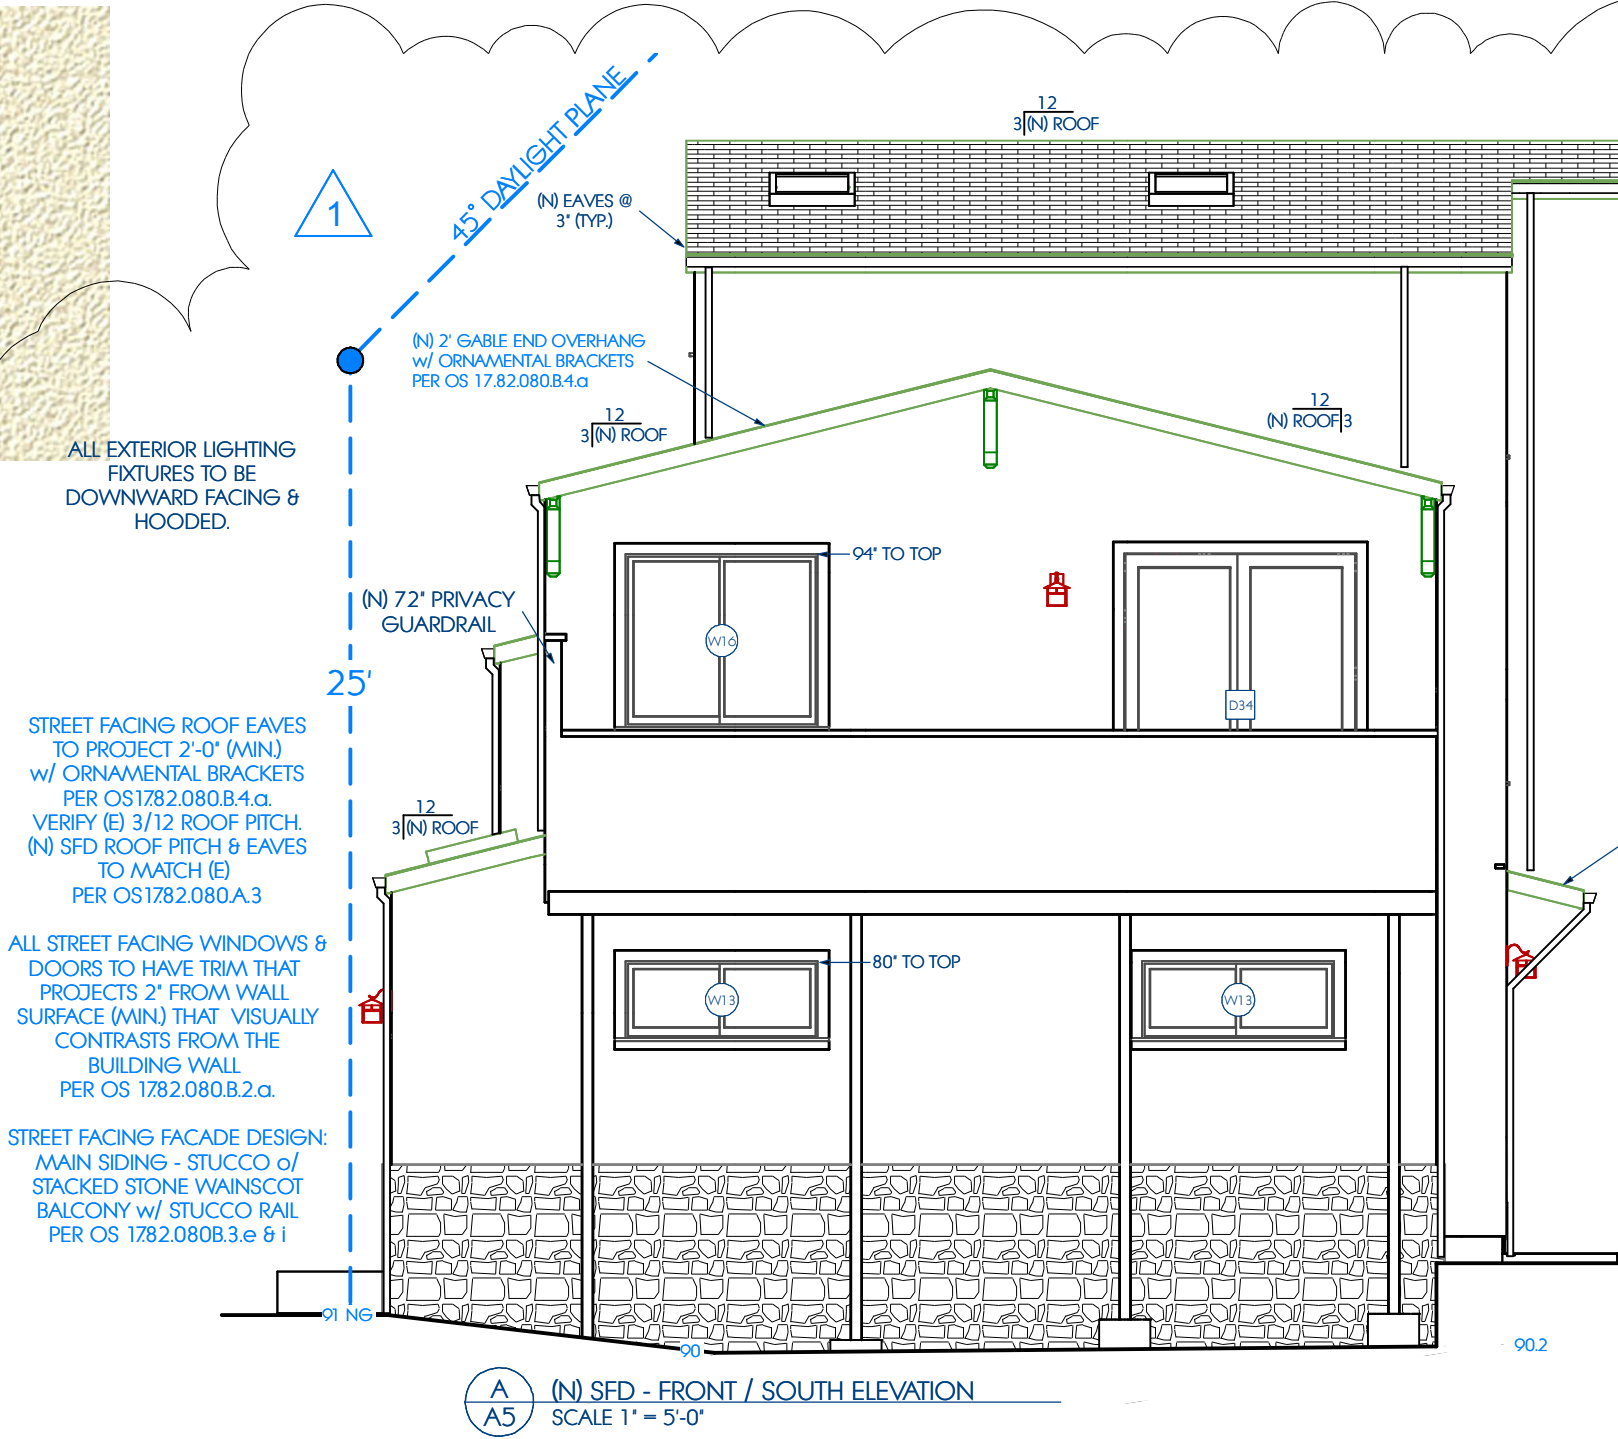 12
3 (N) ROOF
45° DAYLIGHT PLANE
1
(N) EAVES @
3" (TYP.)
(N) 2' GABLE END OVERHANG
w/ ORNAMENTAL BRACKETS
PER OS 17.82.080.B.4.a
12
3 (N) ROOF
12
(N) ROOF 3
ALL EXTERIOR LIGHTING
FIXTURES TO BE
DOWNWARD FACING &
HOODED.
94" TO TOP
(N) 72" PRIVACY
GUARDRAIL
W16
D34
25'
STREET FACING ROOF EAVES
TO PROJECT 2'-0" (MIN.)
w/ ORNAMENTAL BRACKETS
PER OS17.82.080.B.4.a.
VERIFY (E) 3/12 ROOF PITCH.
(N) SFD ROOF PITCH & EAVES
TO MATCH (E)
PER OS17.82.080.A.3
12
3 (N) ROOF
ALL STREET FACING WINDOWS &
DOORS TO HAVE TRIM THAT
PROJECTS 2" FROM WALL
SURFACE (MIN.) THAT VISUALLY
CONTRASTS FROM THE
BUILDING WALL
PER OS 17.82.080.B.2.a.
80" TO TOP
W13
W13
STREET FACING FACADE DESIGN:
MAIN SIDING - STUCCO o/
STACKED STONE WAINSCOT
BALCONY w/ STUCCO RAIL
PER OS 17.82.080B.3.e & i
91 NG
90
90.2
A
A5
(N) SFD - FRONT / SOUTH ELEVATION
SCALE 1" = 5'-0"